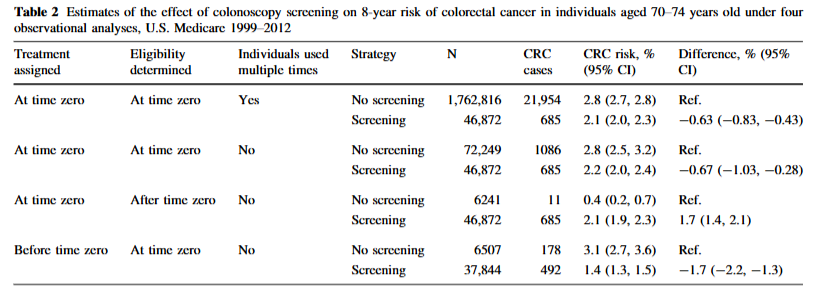 Table 2 Estimates of the effect of colonoscopy screening on 8-year risk of colorectal cancer in individuals aged 70–74 years old under four
observational analyses, U.S. Medicare 1999–2012
Treatment Eligibility Individuals used Strategy N CRC CRC risk, % Difference, % (95%
assigned determined multiple times cases (95% CI) CI)
At time zero At time zero Yes No screening 1,762,816 21,954 2.8 (2.7, 2.8) Ref.
Screening 46,872 685 2.1 (2.0, 2.3) −0.63 (−0.83, −0.43)
At time zero At time zero No No screening 72,249 1086 2.8 (2.5, 3.2) Ref.
Screening 46,872 685 2.2 (2.0, 2.4) −0.67 (−1.03, −0.28)
At time zero After time zero No No screening 6241 11 0.4 (0.2, 0.7) Ref.
Screening 46,872 685 2.1 (1.9, 2.3) 1.7 (1.4, 2.1)
Before time zero At time zero No No screening 6507 178 3.1 (2.7, 3.6) Ref.
Screening 37,844 492 1.4 (1.3, 1.5) −1.7 (−2.2, −1.3)